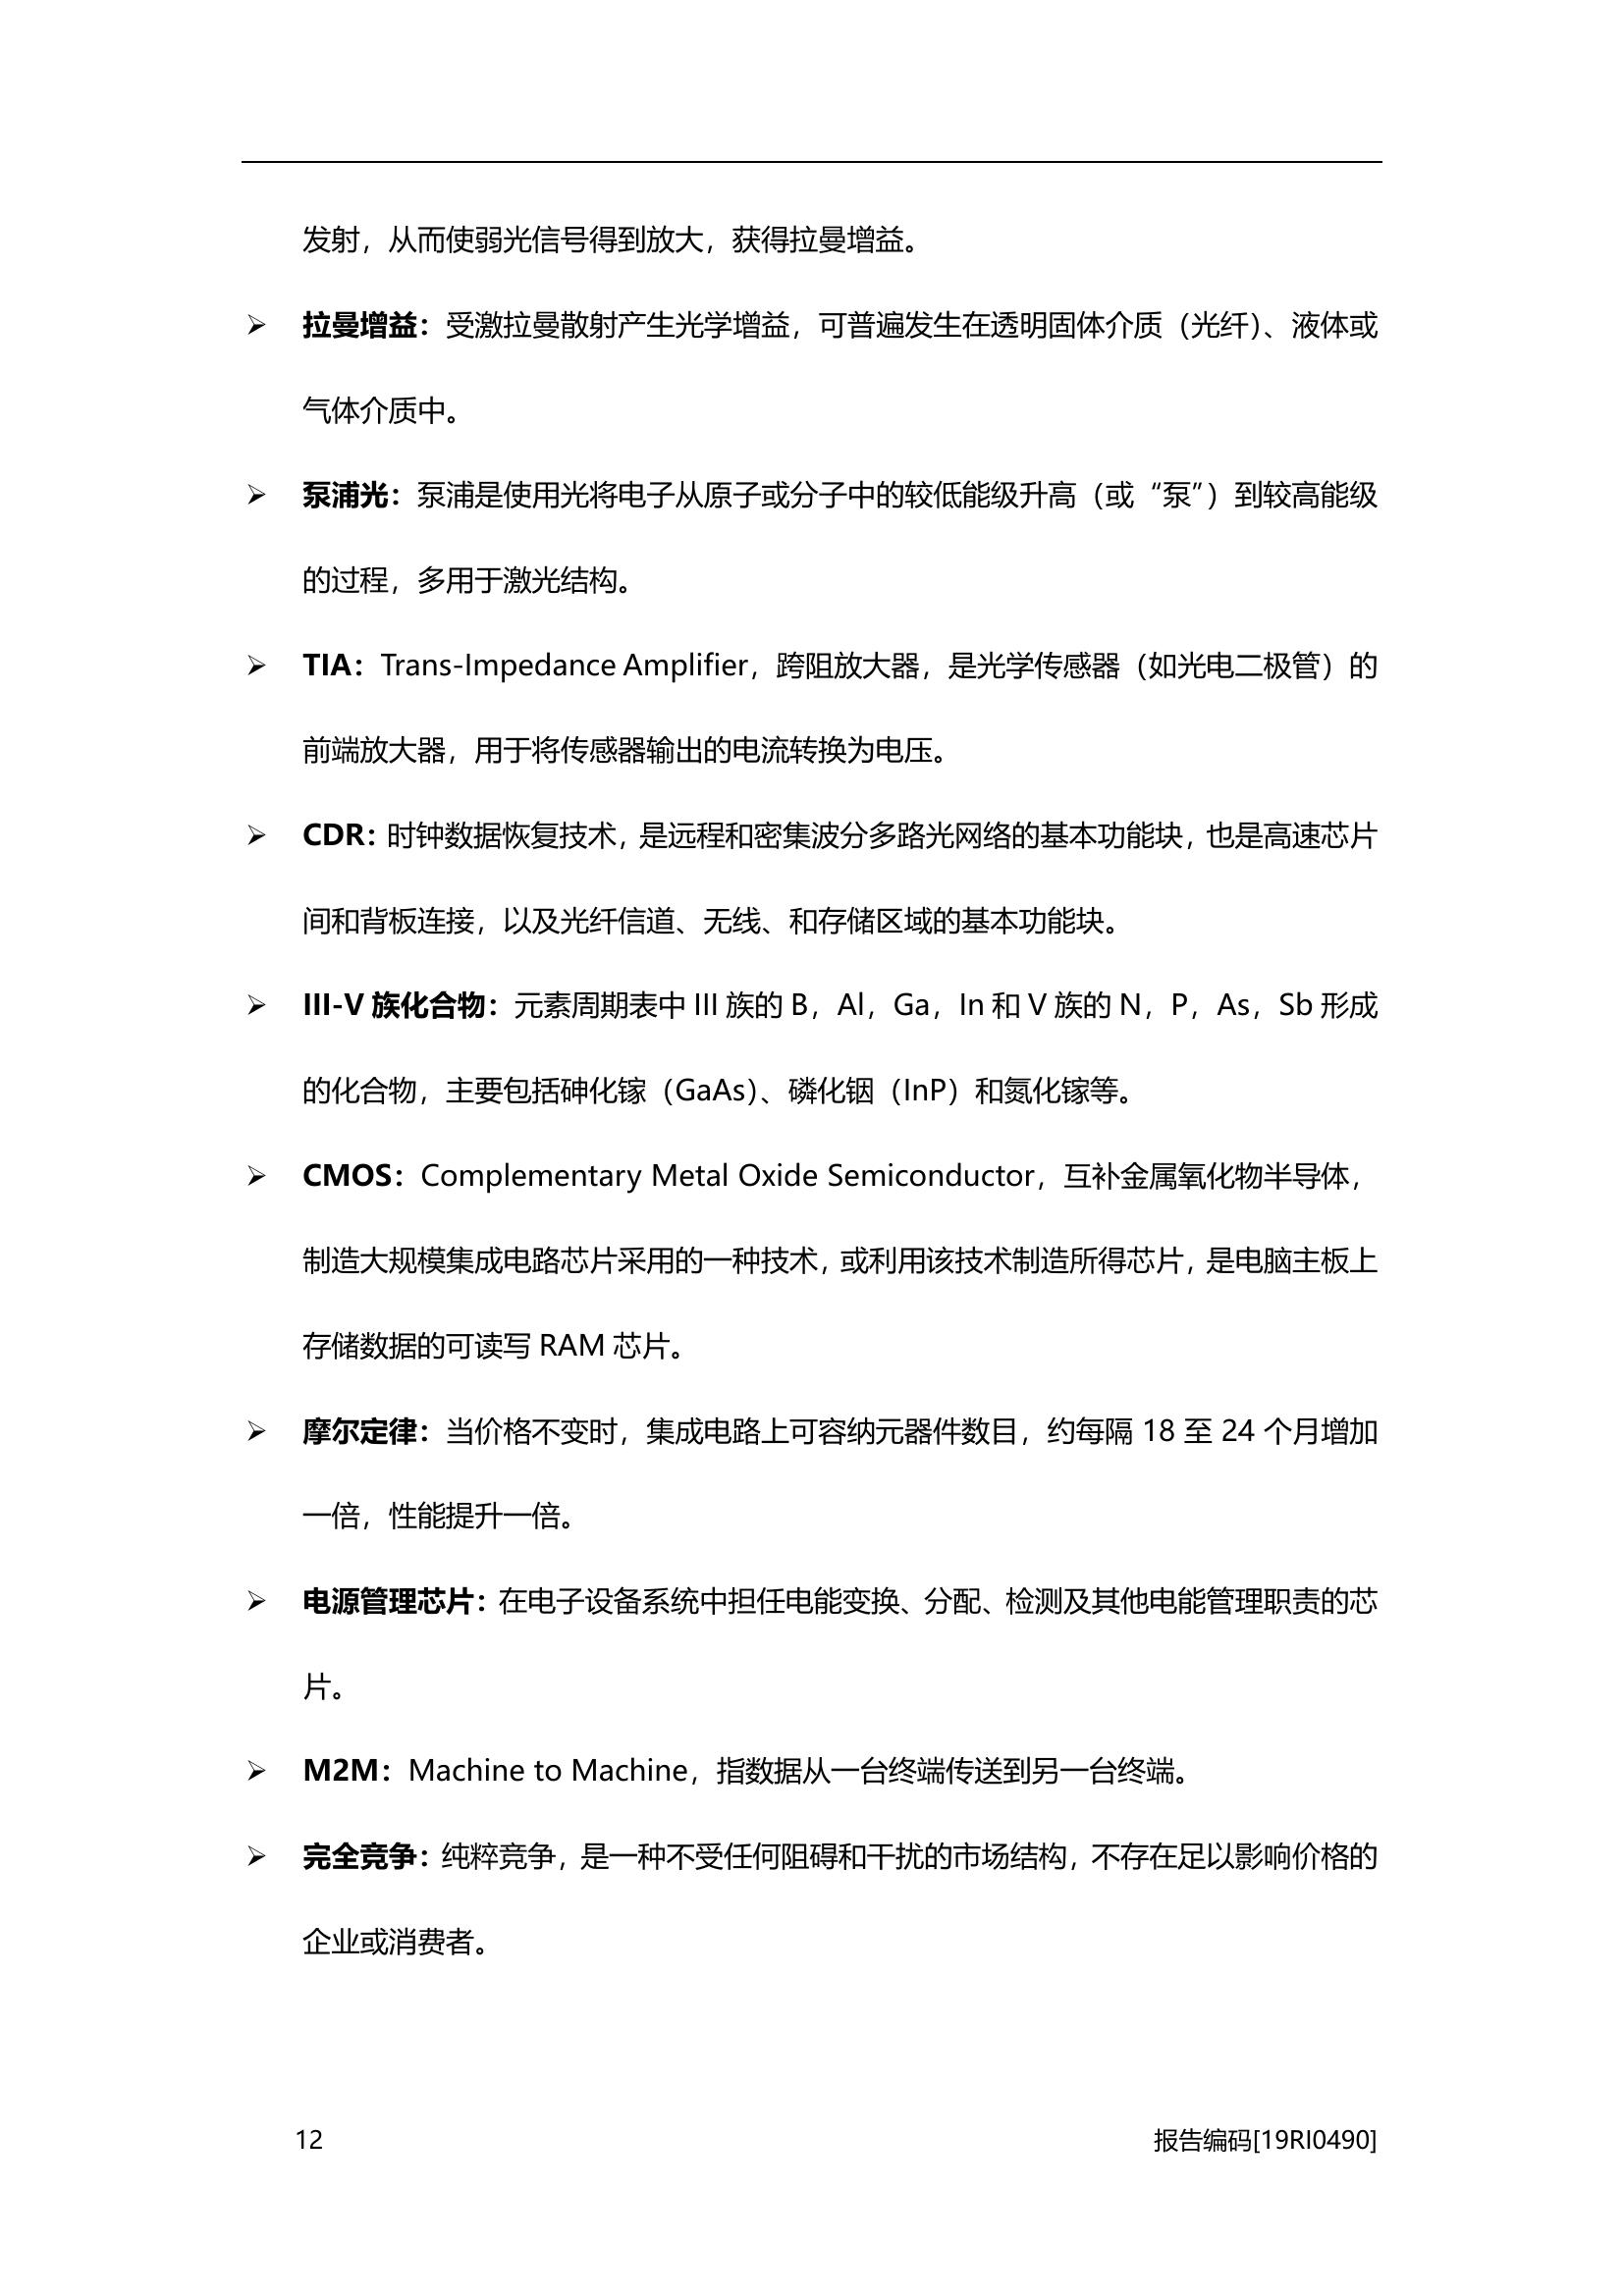 发射，从而使弱光信号得到放大，获得拉曼增益。
➢ 拉曼增益：受激拉曼散射产生光学增益，可普遍发生在透明固体介质（光纤）、液体或
气体介质中。
➢ 泵浦光：泵浦是使用光将电子从原子或分子中的较低能级升高（或“泵”）到较高能级
的过程，多用于激光结构。
➢ TIA：Trans-Impedance Amplifier，跨阻放大器，是光学传感器（如光电二极管）的
前端放大器，用于将传感器输出的电流转换为电压。
➢ CDR：时钟数据恢复技术，是远程和密集波分多路光网络的基本功能块，也是高速芯片
间和背板连接，以及光纤信道、无线、和存储区域的基本功能块。
➢ III-V 族化合物：元素周期表中 III 族的 B，Al，Ga，In 和 V 族的 N，P，As，Sb 形成
的化合物，主要包括砷化镓（GaAs）、磷化铟（InP）和氮化镓等。
➢ CMOS：Complementary Metal Oxide Semiconductor，互补金属氧化物半导体，
制造大规模集成电路芯片采用的一种技术，或利用该技术制造所得芯片，是电脑主板上
存储数据的可读写 RAM 芯片。
➢ 摩尔定律：当价格不变时，集成电路上可容纳元器件数目，约每隔 18 至 24 个月增加
一倍，性能提升一倍。
➢ 电源管理芯片：在电子设备系统中担任电能变换、分配、检测及其他电能管理职责的芯
片。
➢ M2M：Machine to Machine，指数据从一台终端传送到另一台终端。
➢ 完全竞争：纯粹竞争，是一种不受任何阻碍和干扰的市场结构，不存在足以影响价格的
企业或消费者。
12 报告编码[19RI0490]